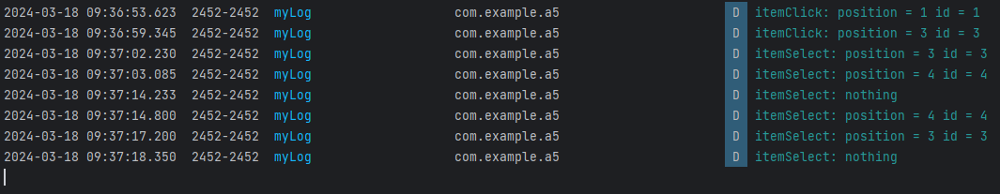 2024-03-18 09:36:53.623 2452-2452 myLog com.example.a5 D itemClick: position = 1 id = 1
2024-03-18 09:36:59.345 2452-2452 myLog com.example.a5 D itemClick: position = 3 id = 3
2024-03-18 09:37:02.230 2452-2452 myLog com.example.a5 D itemSelect: position = 3 id = 3
2024-03-18 09:37:03.085 2452-2452 myLog com.example.a5 D itemSelect: position = 4 id = 4
2024-03-18 09:37:14.233 2452-2452 myLog com.example.a5 D itemSelect: nothing
2024-03-18 09:37:14.800 2452-2452 myLog com.example.a5 D itemSelect: position = 4 id = 4
2024-03-18 09:37:17.200 2452-2452 myLog com.example.a5 D itemSelect: position = 3 id = 3
2024-03-18 09:37:18.350 2452-2452 myLog com.example.a5 D itemSelect: nothing